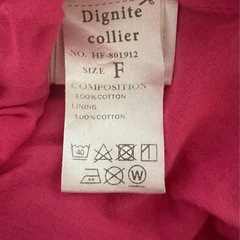 Dignite
collier
NO. HF-801912
SIZE F
COMPOSITION
100%COTTON
LINING
100%COTTON
40
W